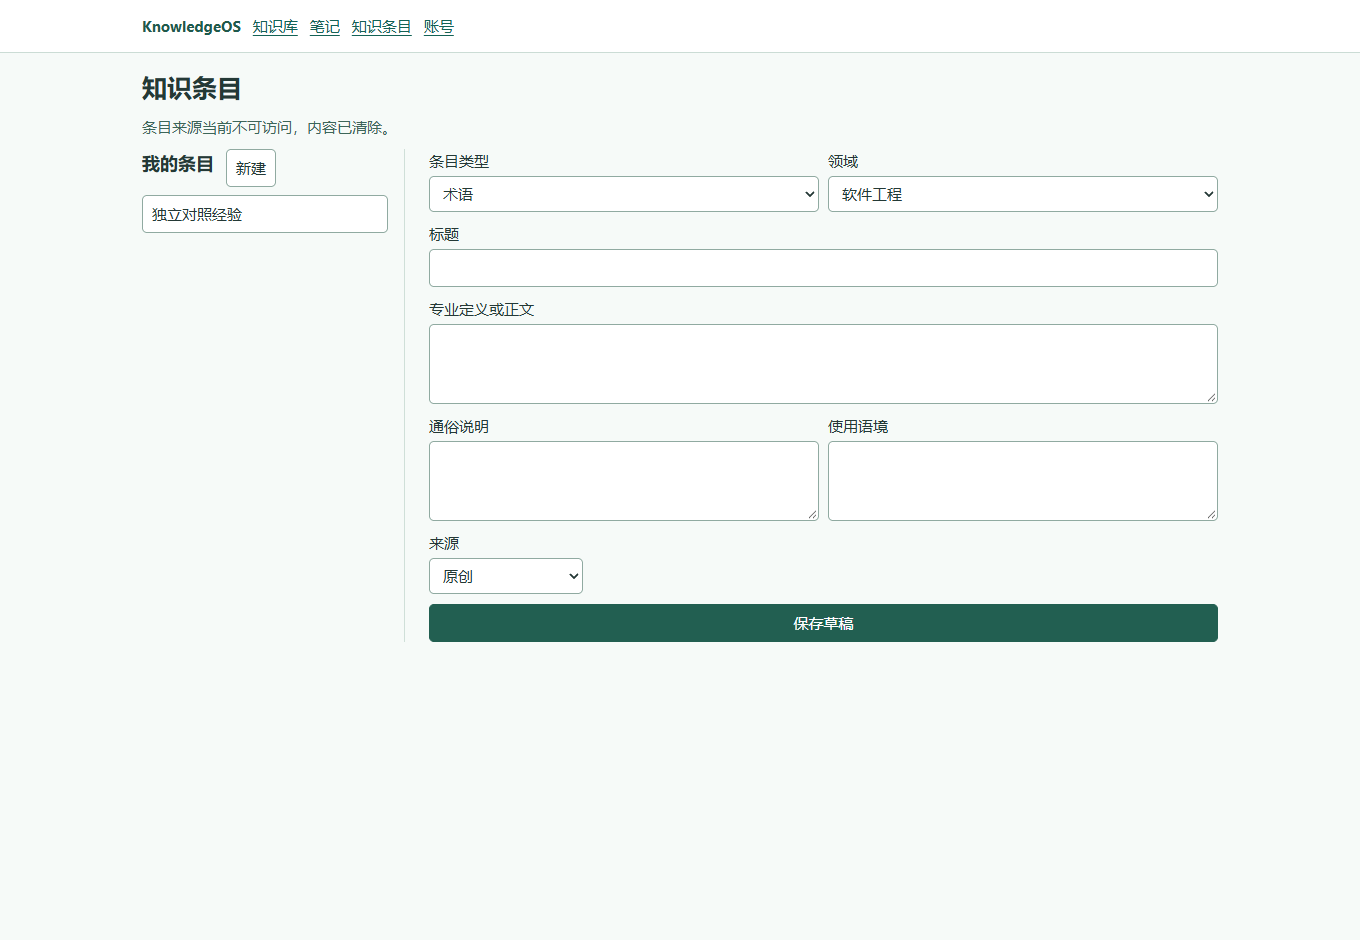 KnowledgeOS 知识库 笔记 知识条目 账号
知识条目
条目来源当前不可访问，内容已清除。
我的条目 新建
独立对照经验
条目类型 领域
术语 软件工程
标题
专业定义或正文
通俗说明 使用语境
来源
原创
保存草稿